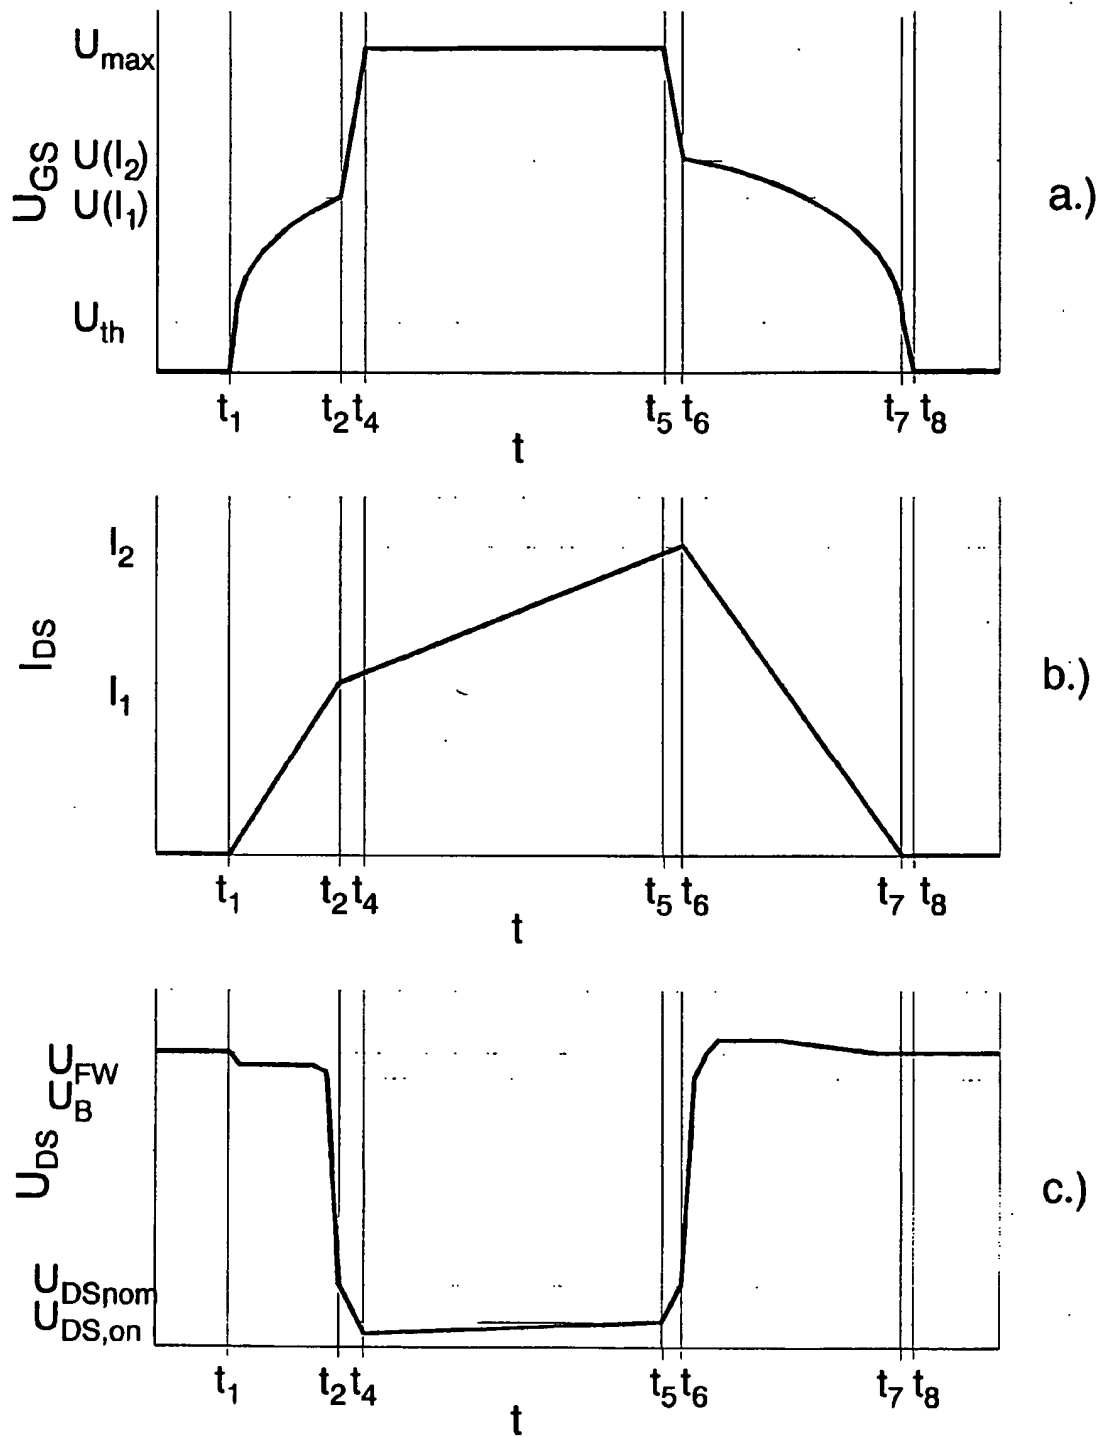 U_max
U(I_2)
U_GS
U(I_1)
a.)
U_th
t_1 t_2 t_4 t_5 t_6 t_7 t_8
t
I_2
I_DS
I_1
b.)
t_1 t_2 t_4 t_5 t_6 t_7 t_8
t
U_FW
U_B
U_DS
c.)
U_DSnom
U_DS,on
t_1 t_2 t_4 t_5 t_6 t_7 t_8
t